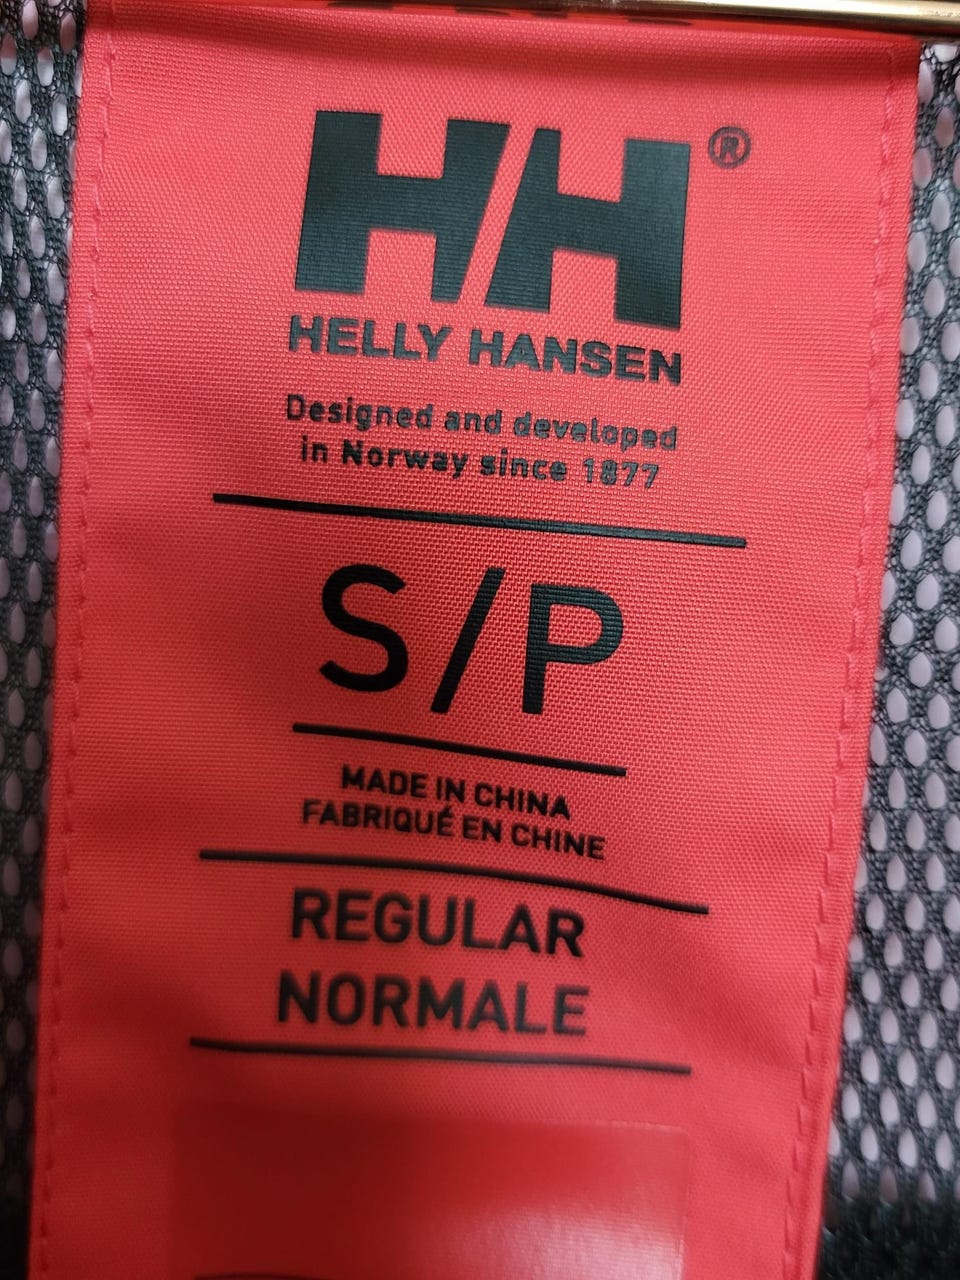 HH®
HELLY HANSEN
Designed and developed
in Norway since 1877
S/P
MADE IN CHINA
FABRIQUÉ EN CHINE
REGULAR
NORMALE